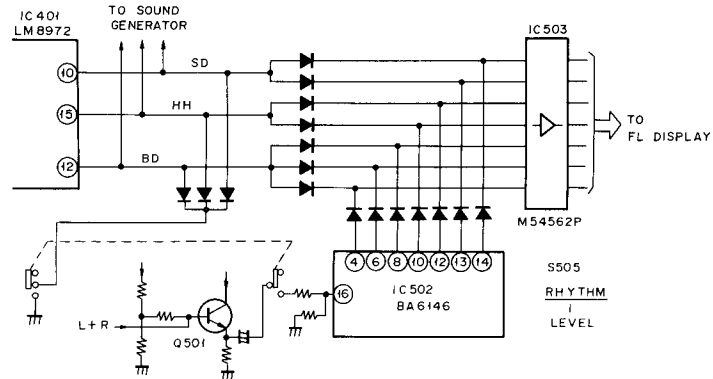 IC401
LM8972
TO SOUND
GENERATOR
IC503
10
SD
15
HH
12
BD
TO
FL DISPLAY
M54562P
4 6 8 10 12 13 14
IC502
BA6146
16
S505
RHYTHM
LEVEL
L+R
Q501